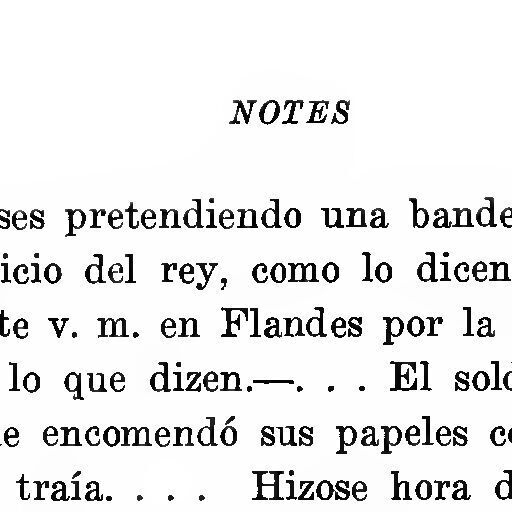 NOTES
ses pretendiendo una bande
icio del rey, como lo dicen
te v. m. en Flandes por la
lo que dizen.—. . . El sold
e encomendó sus papeles co
traía. . . . Hizose hora d